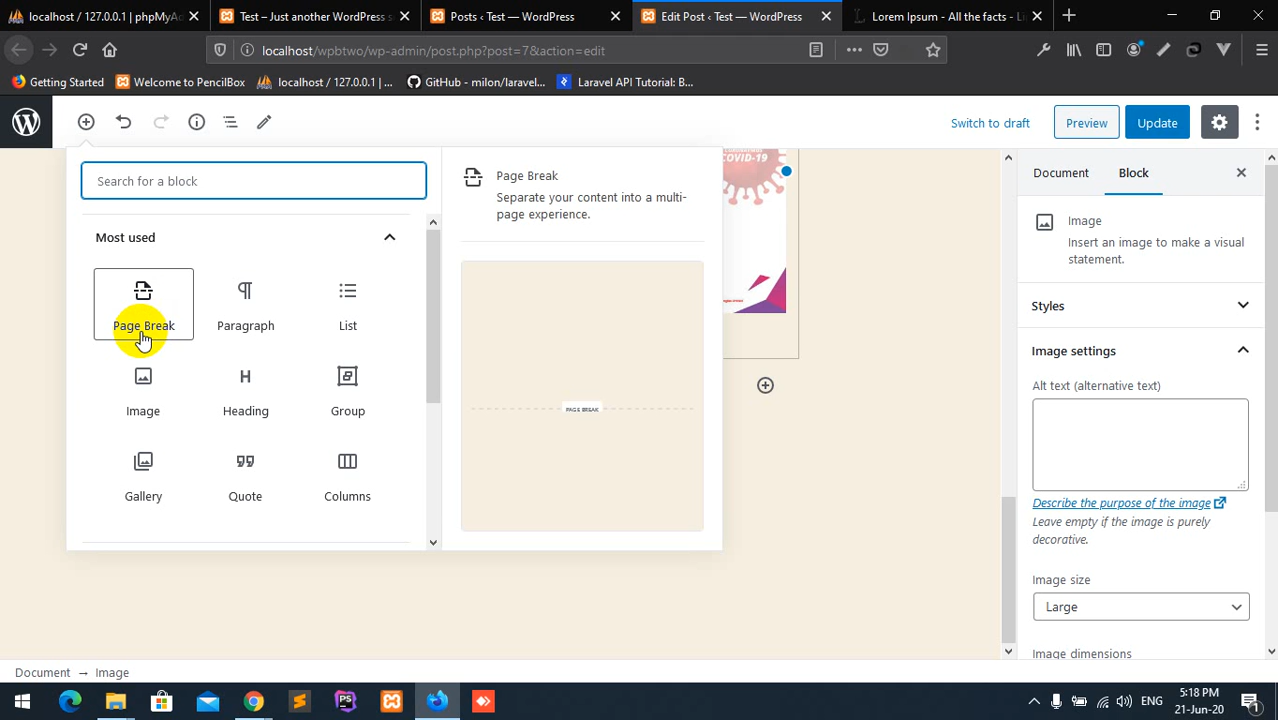 localhost / 127.0.0.1 | phpMyAd
Test – Just another WordPress s
Posts ‹ Test — WordPress
Edit Post ‹ Test — WordPress
Lorem Ipsum - All the facts - Li
localhost/wpbtwo/wp-admin/post.php?post=7&action=edit
Getting Started
Welcome to PencilBox
localhost / 127.0.0.1 | ...
GitHub - milon/laravel...
Laravel API Tutorial: B...
Switch to draft
Preview
Update
Search for a block
Most used
Page Break
Paragraph
List
Image
Heading
Group
Gallery
Quote
Columns
Page Break
Separate your content into a multi-
page experience.
PAGE BREAK
COVID-19
Document
Block
Image
Insert an image to make a visual
statement.
Styles
Image settings
Alt text (alternative text)
Describe the purpose of the image
Leave empty if the image is purely
decorative.
Image size
Large
Image dimensions
Document → Image
ENG
5:18 PM
21-Jun-20
1